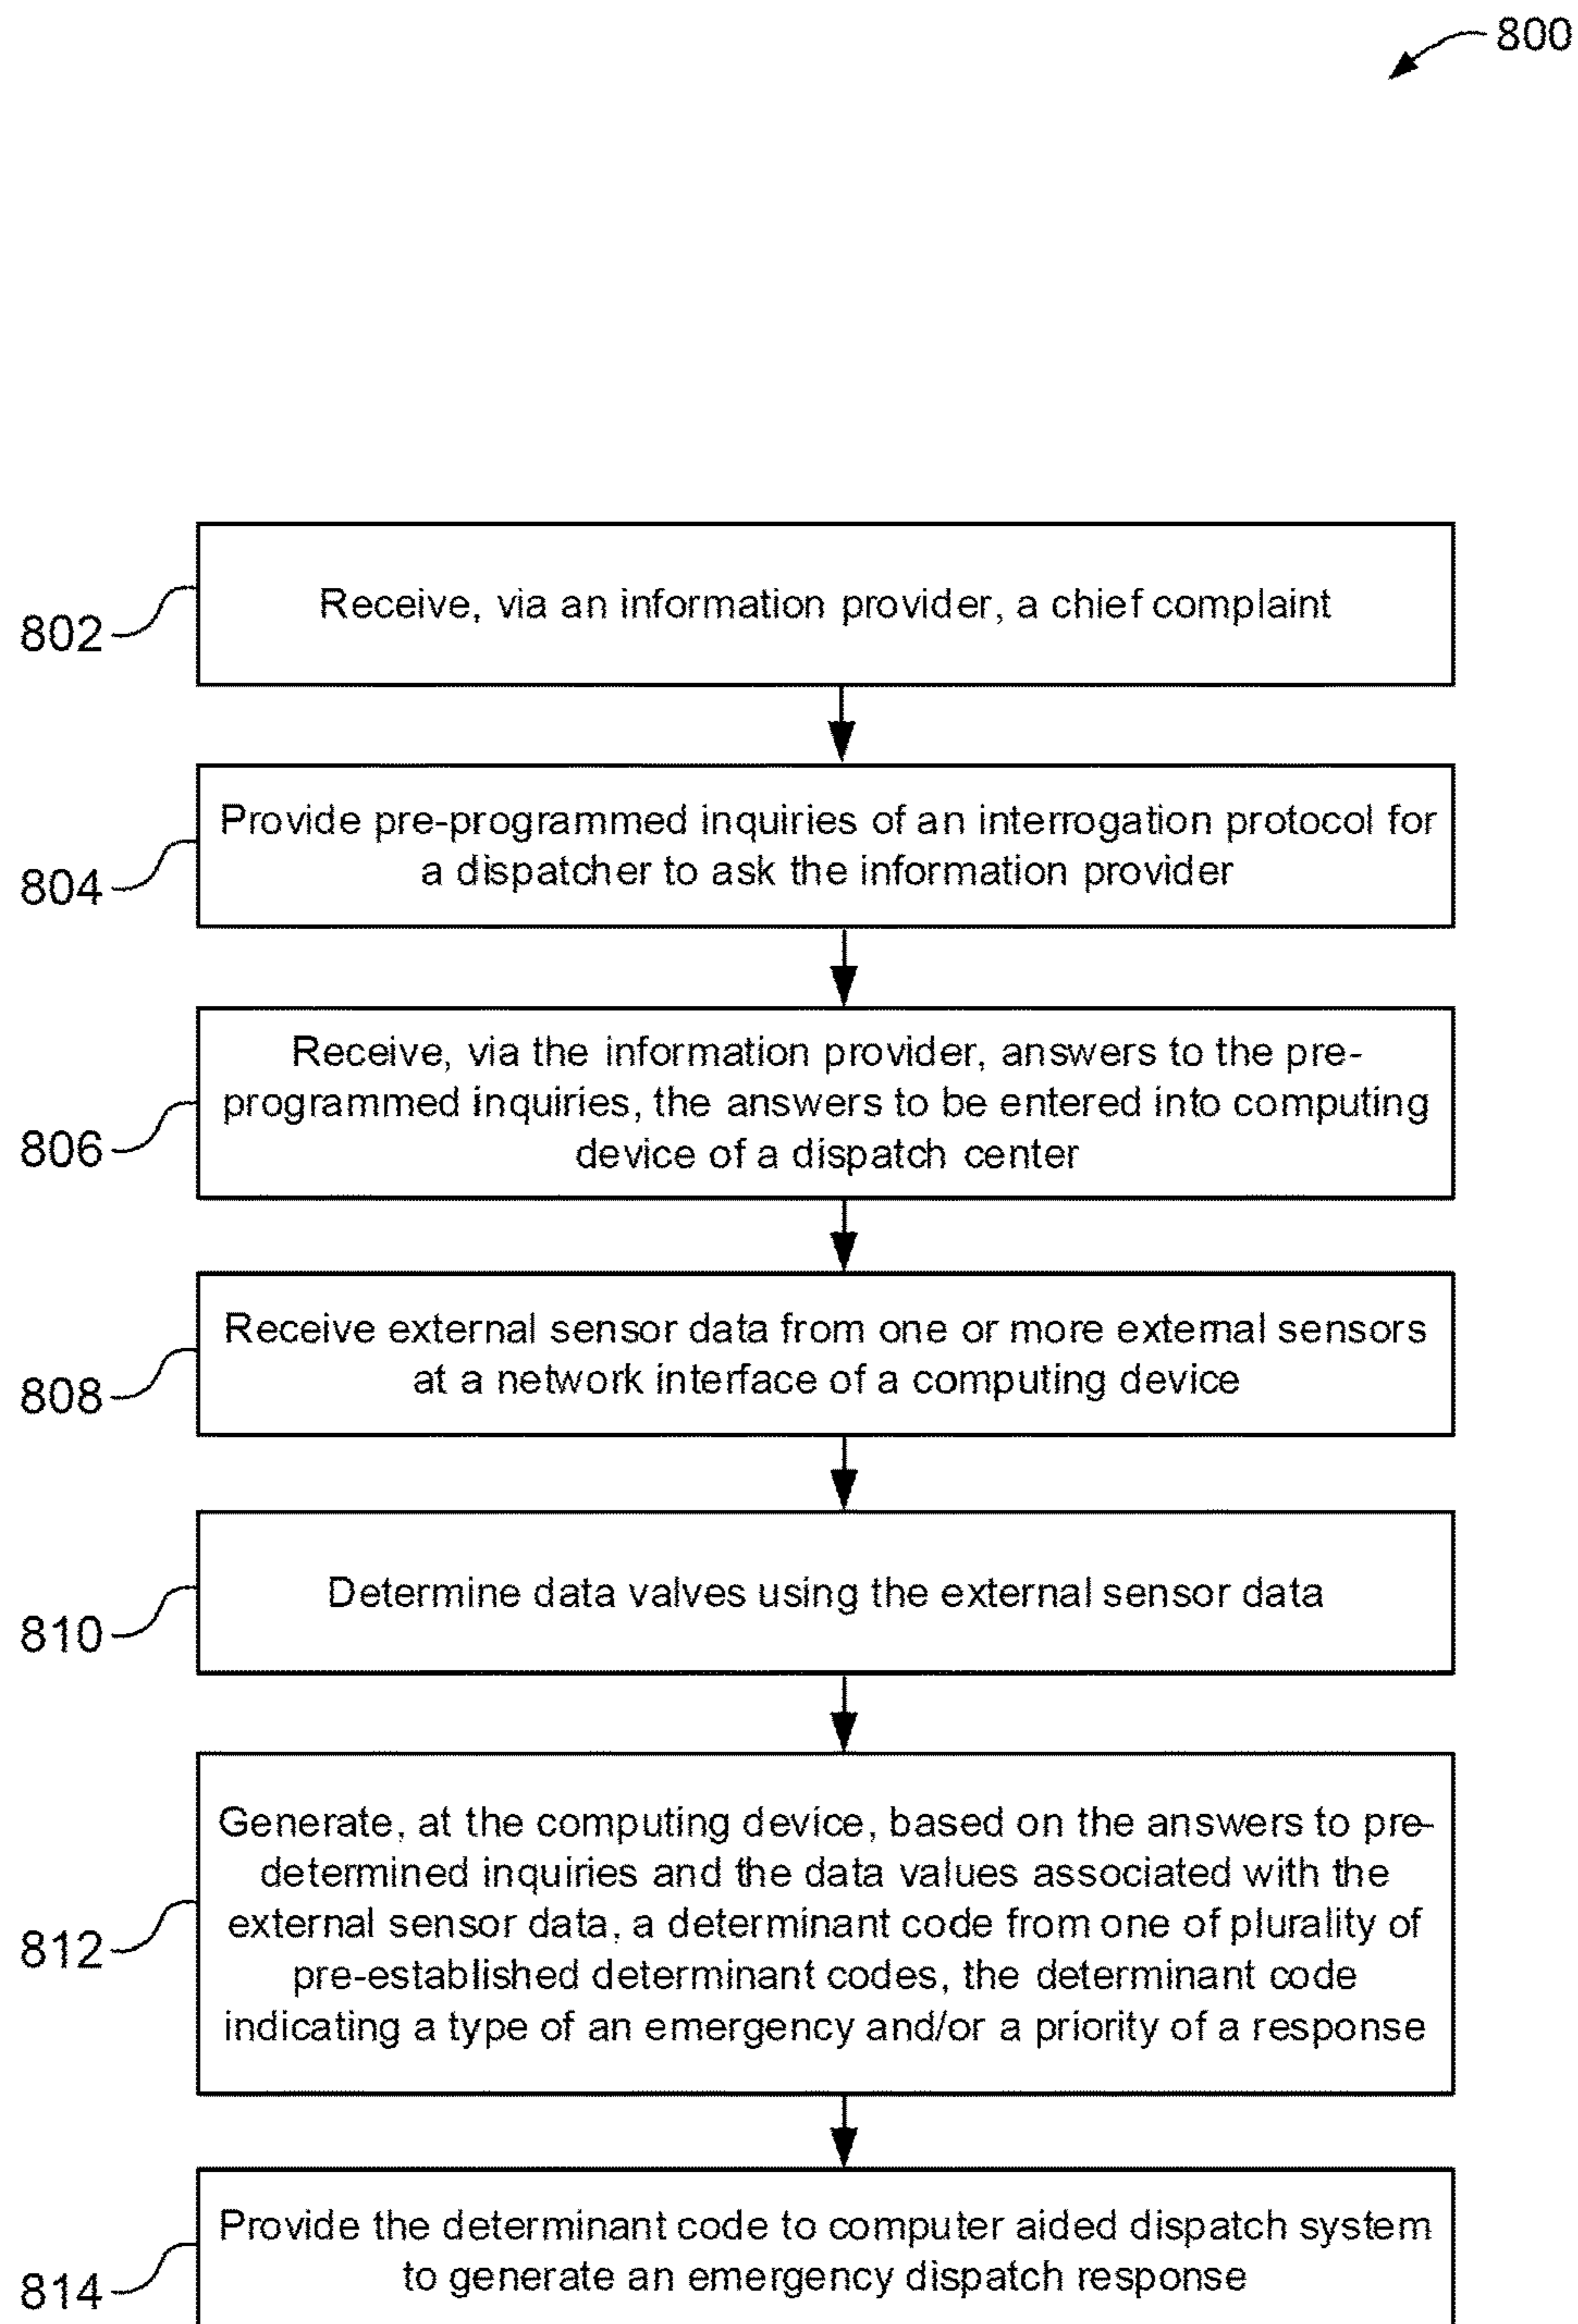 800
802
Receive, via an information provider, a chief complaint
804
Provide pre-programmed inquiries of an interrogation protocol for
a dispatcher to ask the information provider
806
Receive, via the information provider, answers to the pre-
programmed inquiries, the answers to be entered into computing
device of a dispatch center
808
Receive external sensor data from one or more external sensors
at a network interface of a computing device
810
Determine data valves using the external sensor data
812
Generate, at the computing device, based on the answers to pre-
determined inquiries and the data values associated with the
external sensor data, a determinant code from one of plurality of
pre-established determinant codes, the determinant code
indicating a type of an emergency and/or a priority of a response
814
Provide the determinant code to computer aided dispatch system
to generate an emergency dispatch response